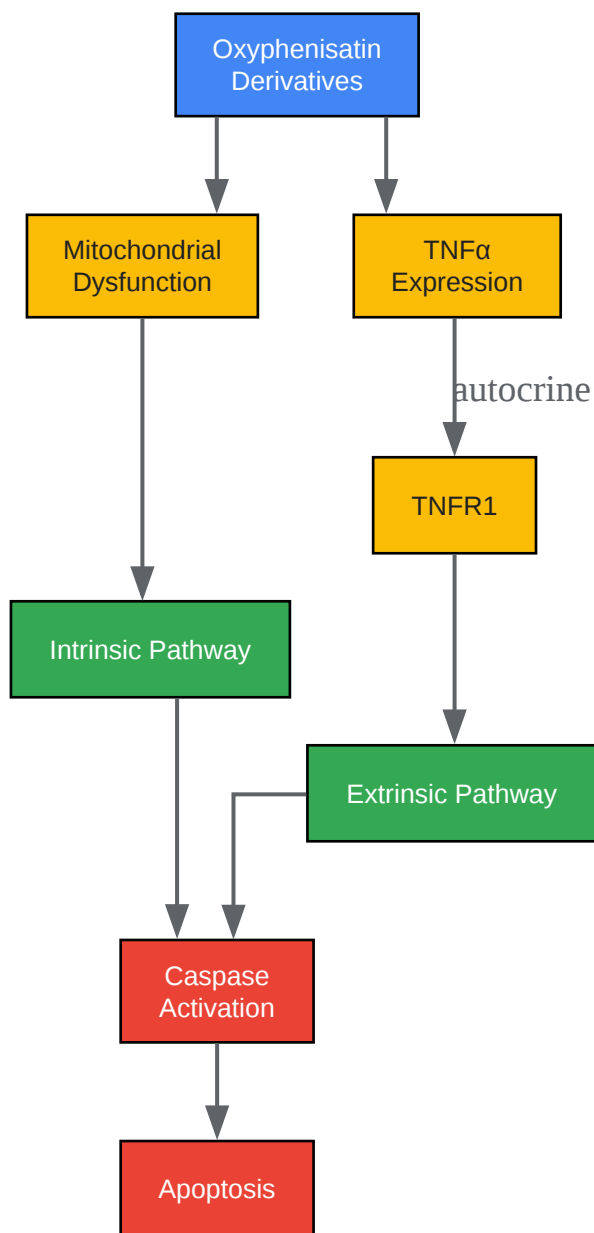 Oxyphenisatin
Derivatives
Mitochondrial
Dysfunction
TNFα
Expression
autocrine
TNFR1
Intrinsic Pathway
Extrinsic Pathway
Caspase
Activation
Apoptosis